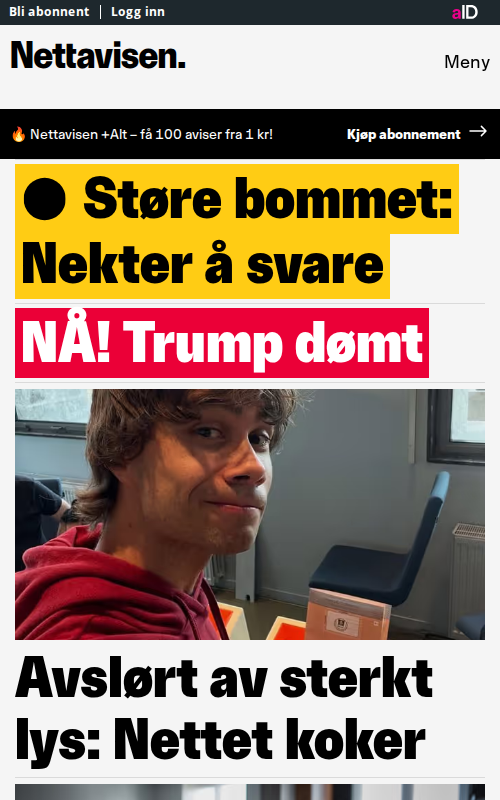 Bli abonnent | Logg inn
aID
Nettavisen.
Meny
🔥 Nettavisen +Alt – få 100 aviser fra 1 kr!
Kjøp abonnement →
● Støre bommet:
Nekter å svare
NÅ! Trump dømt
Avslørt av sterkt
lys: Nettet koker